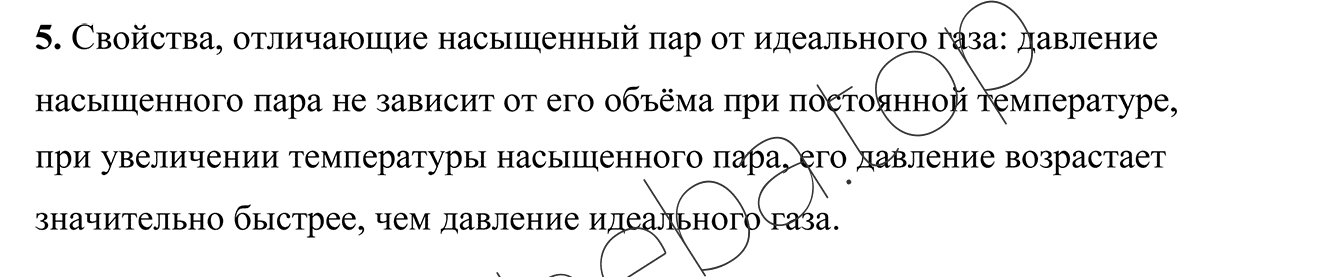 5. Свойства, отличающие насыщенный пар от идеального газа: давление
насыщенного пара не зависит от его объёма при постоянной температуре,
при увеличении температуры насыщенного пара, его давление возрастает
значительно быстрее, чем давление идеального газа.